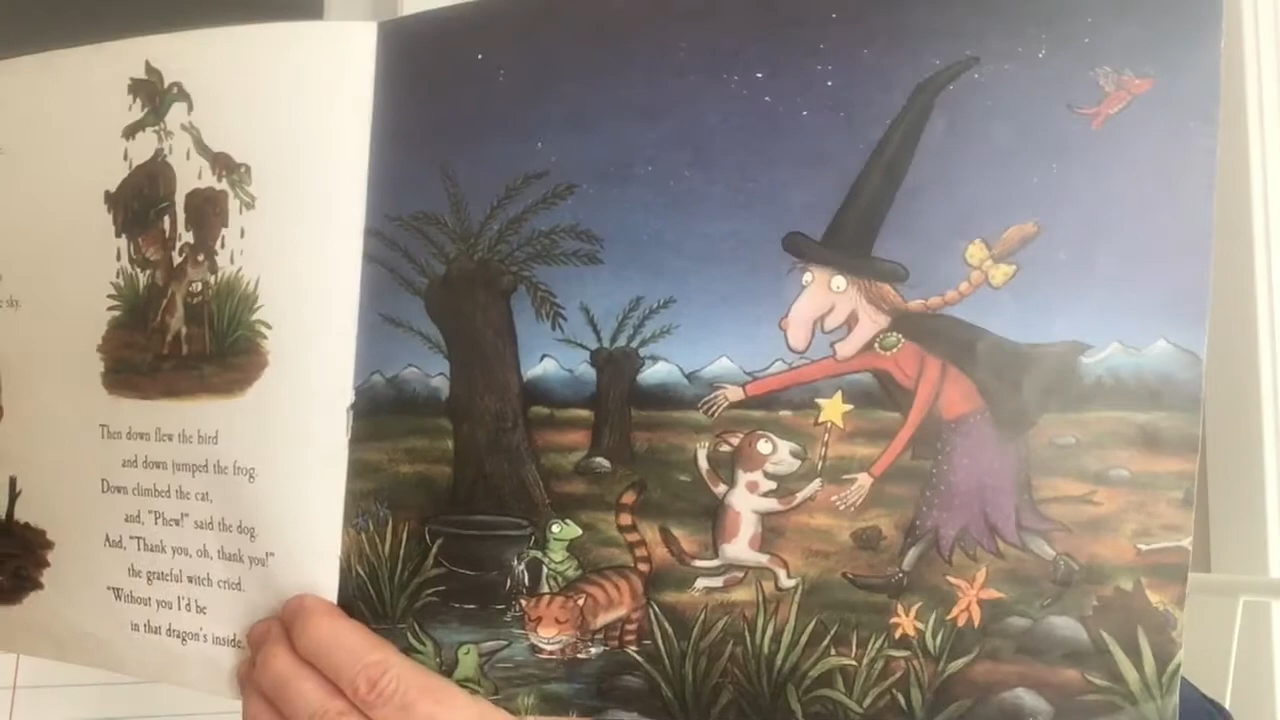 sky.
Then down flew the bird
and down jumped the frog.
Down climbed the cat,
and, "Phew!" said the dog.
And, "Thank you, oh, thank you!"
the grateful witch cried.
"Without you I'd be
in that dragon's inside.